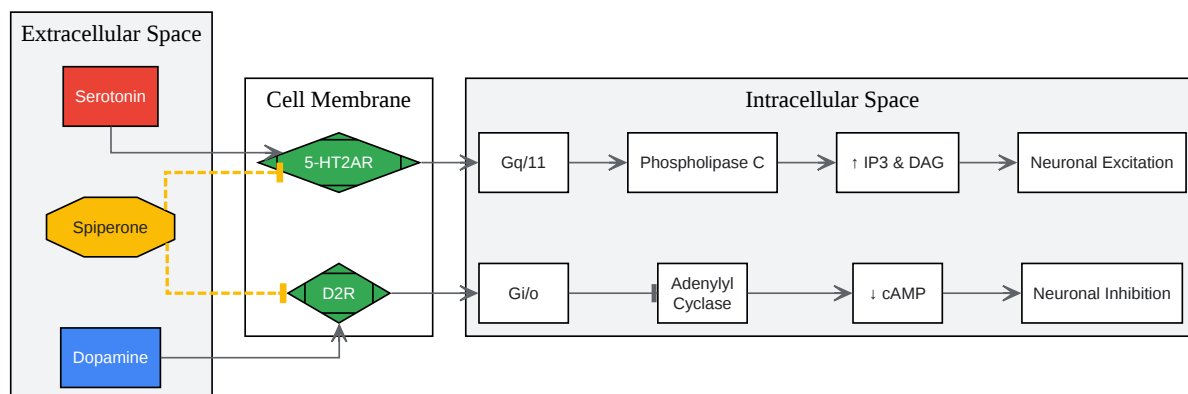 Extracellular Space
Serotonin
Spiperone
Dopamine
Cell Membrane
5-HT2AR
D2R
Intracellular Space
Gq/11
Phospholipase C
↑ IP3 & DAG
Neuronal Excitation
Gi/o
Adenylyl
Cyclase
↓ cAMP
Neuronal Inhibition